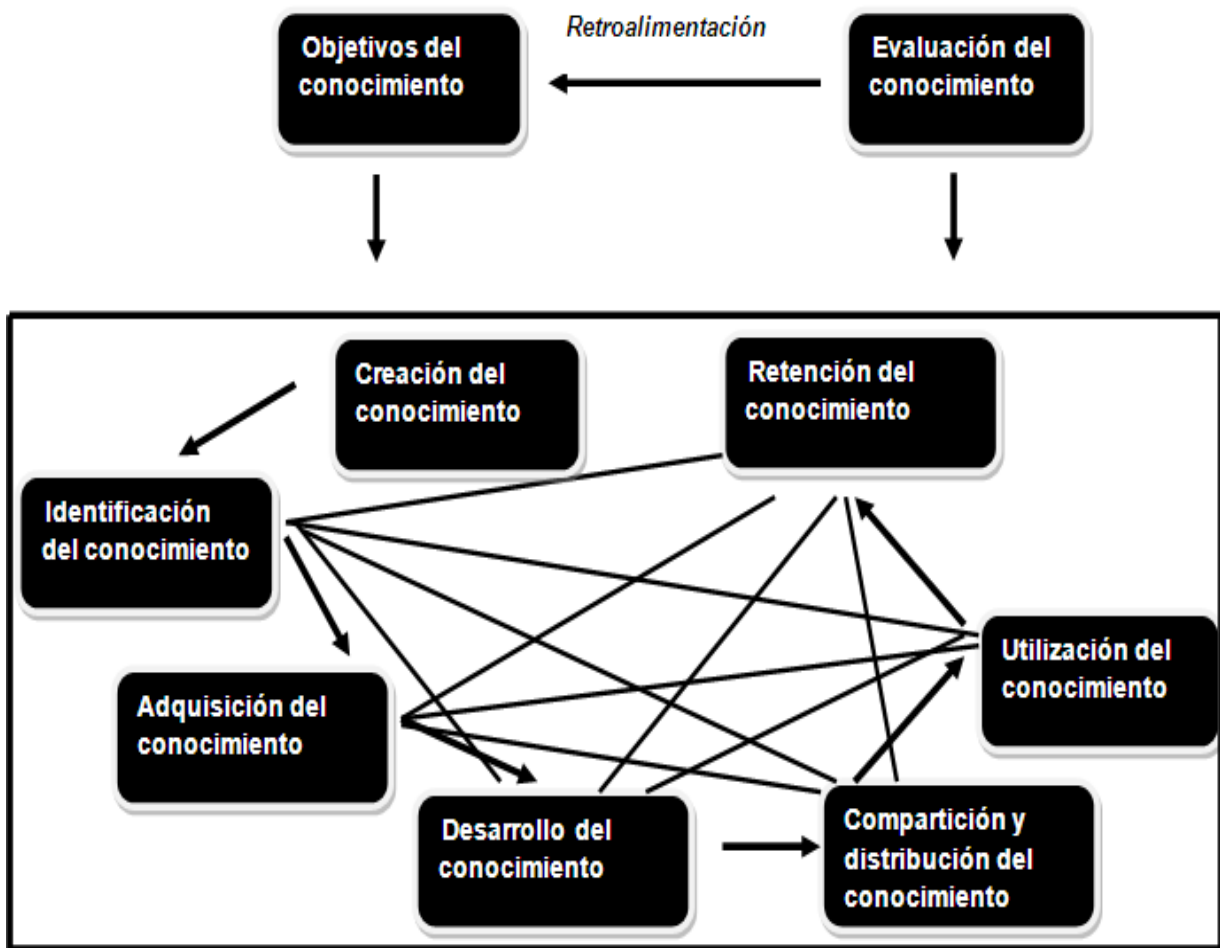 Objetivos del
conocimiento
Retroalimentación
Evaluación del
conocimiento
Creación del
conocimiento
Retención del
conocimiento
Identificación
del conocimiento
Utilización del
conocimiento
Adquisición del
conocimiento
Desarrollo del
conocimiento
Compartición y
distribución del
conocimiento